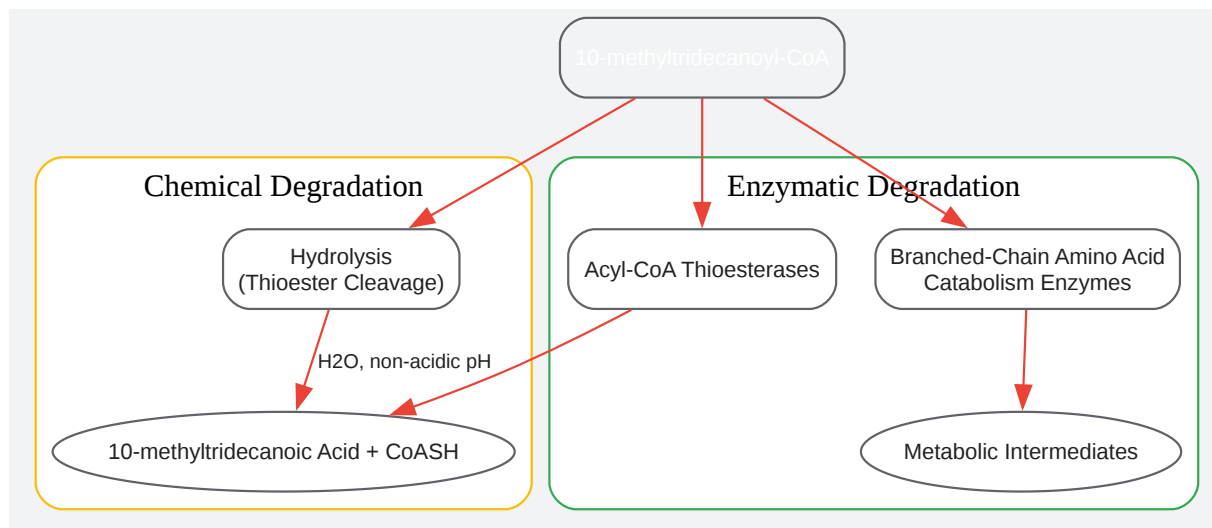 10-methyltridecanoyl-CoA
Chemical Degradation
Enzymatic Degradation
Hydrolysis
(Thioester Cleavage)
Acyl-CoA Thioesterases
Branched-Chain Amino Acid
Catabolism Enzymes
H2O, non-acidic pH
10-methyltridecanoic Acid + CoASH
Metabolic Intermediates